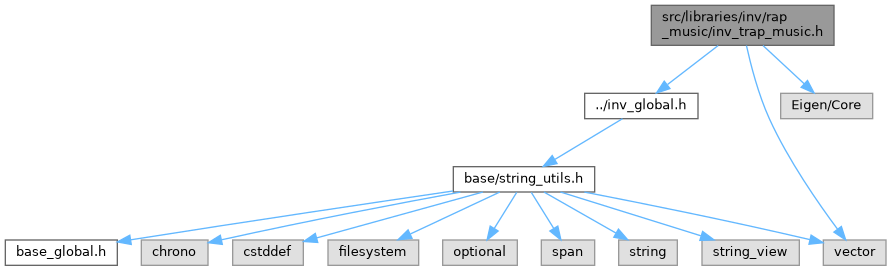 src/libraries/inv/rap
_music/inv_trap_music.h
../inv_global.h
Eigen/Core
base/string_utils.h
base_global.h
chrono
cstddef
filesystem
optional
span
string
string_view
vector